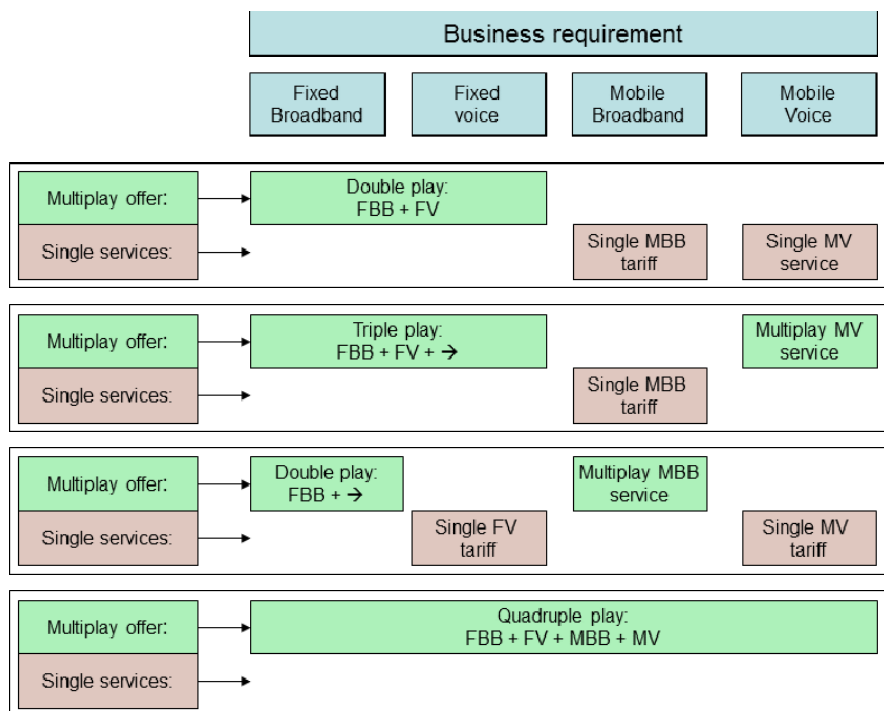 Business requirement
Fixed
Broadband
Fixed
voice
Mobile
Broadband
Mobile
Voice
Multiplay offer:
Double play:
FBB + FV
Single services:
Single MBB
tariff
Single MV
service
Multiplay offer:
Triple play:
FBB + FV + →
Multiplay MV
service
Single services:
Single MBB
tariff
Multiplay offer:
Double play:
FBB + →
Multiplay MBB
service
Single services:
Single FV
tariff
Single MV
tariff
Multiplay offer:
Quadruple play:
FBB + FV + MBB + MV
Single services: